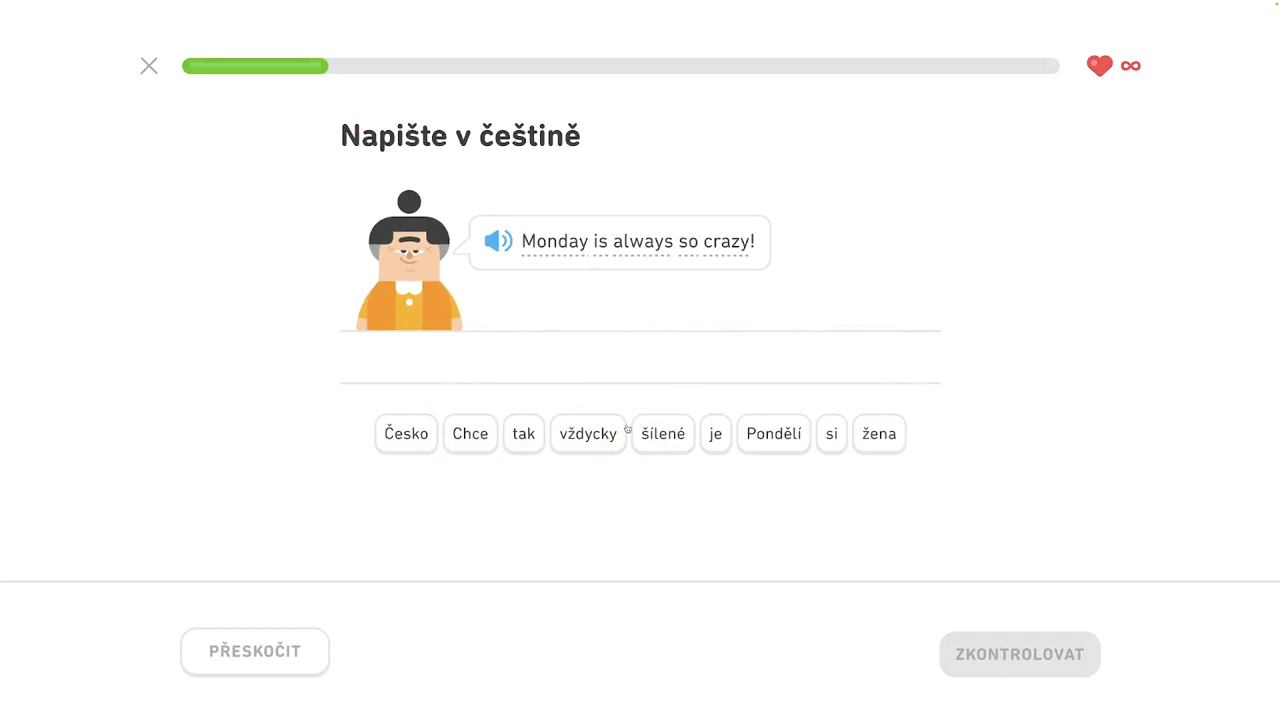 Napište v češtině
Monday is always so crazy!
Česko Chce tak vždycky šílené je Pondělí si žena
PŘESKOČIT ZKONTROLOVAT